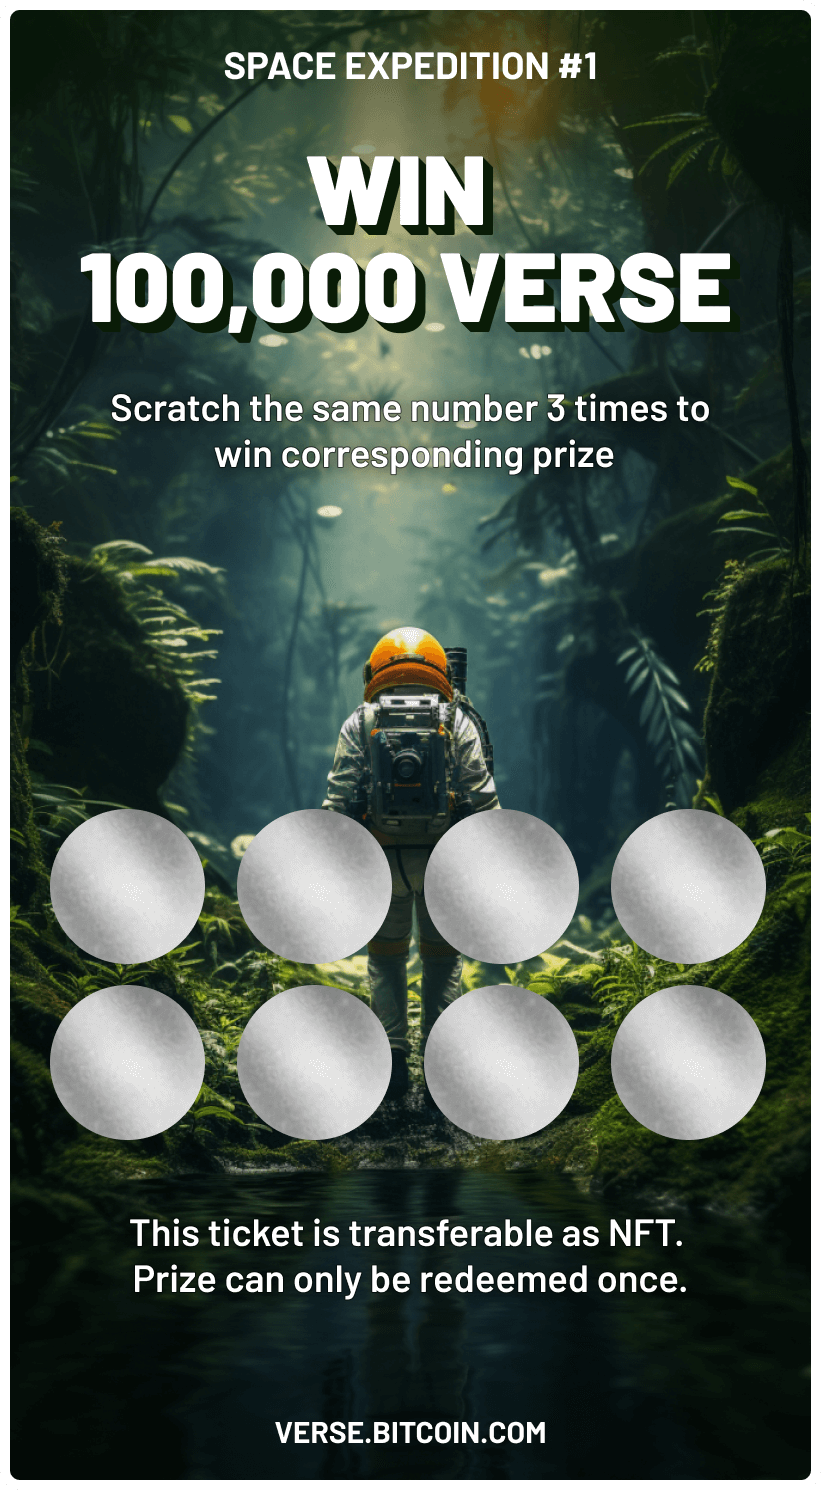 SPACE EXPEDITION #1
WIN
100,000 VERSE
Scratch the same number 3 times to
win corresponding prize
This ticket is transferable as NFT.
Prize can only be redeemed once.
VERSE.BITCOIN.COM